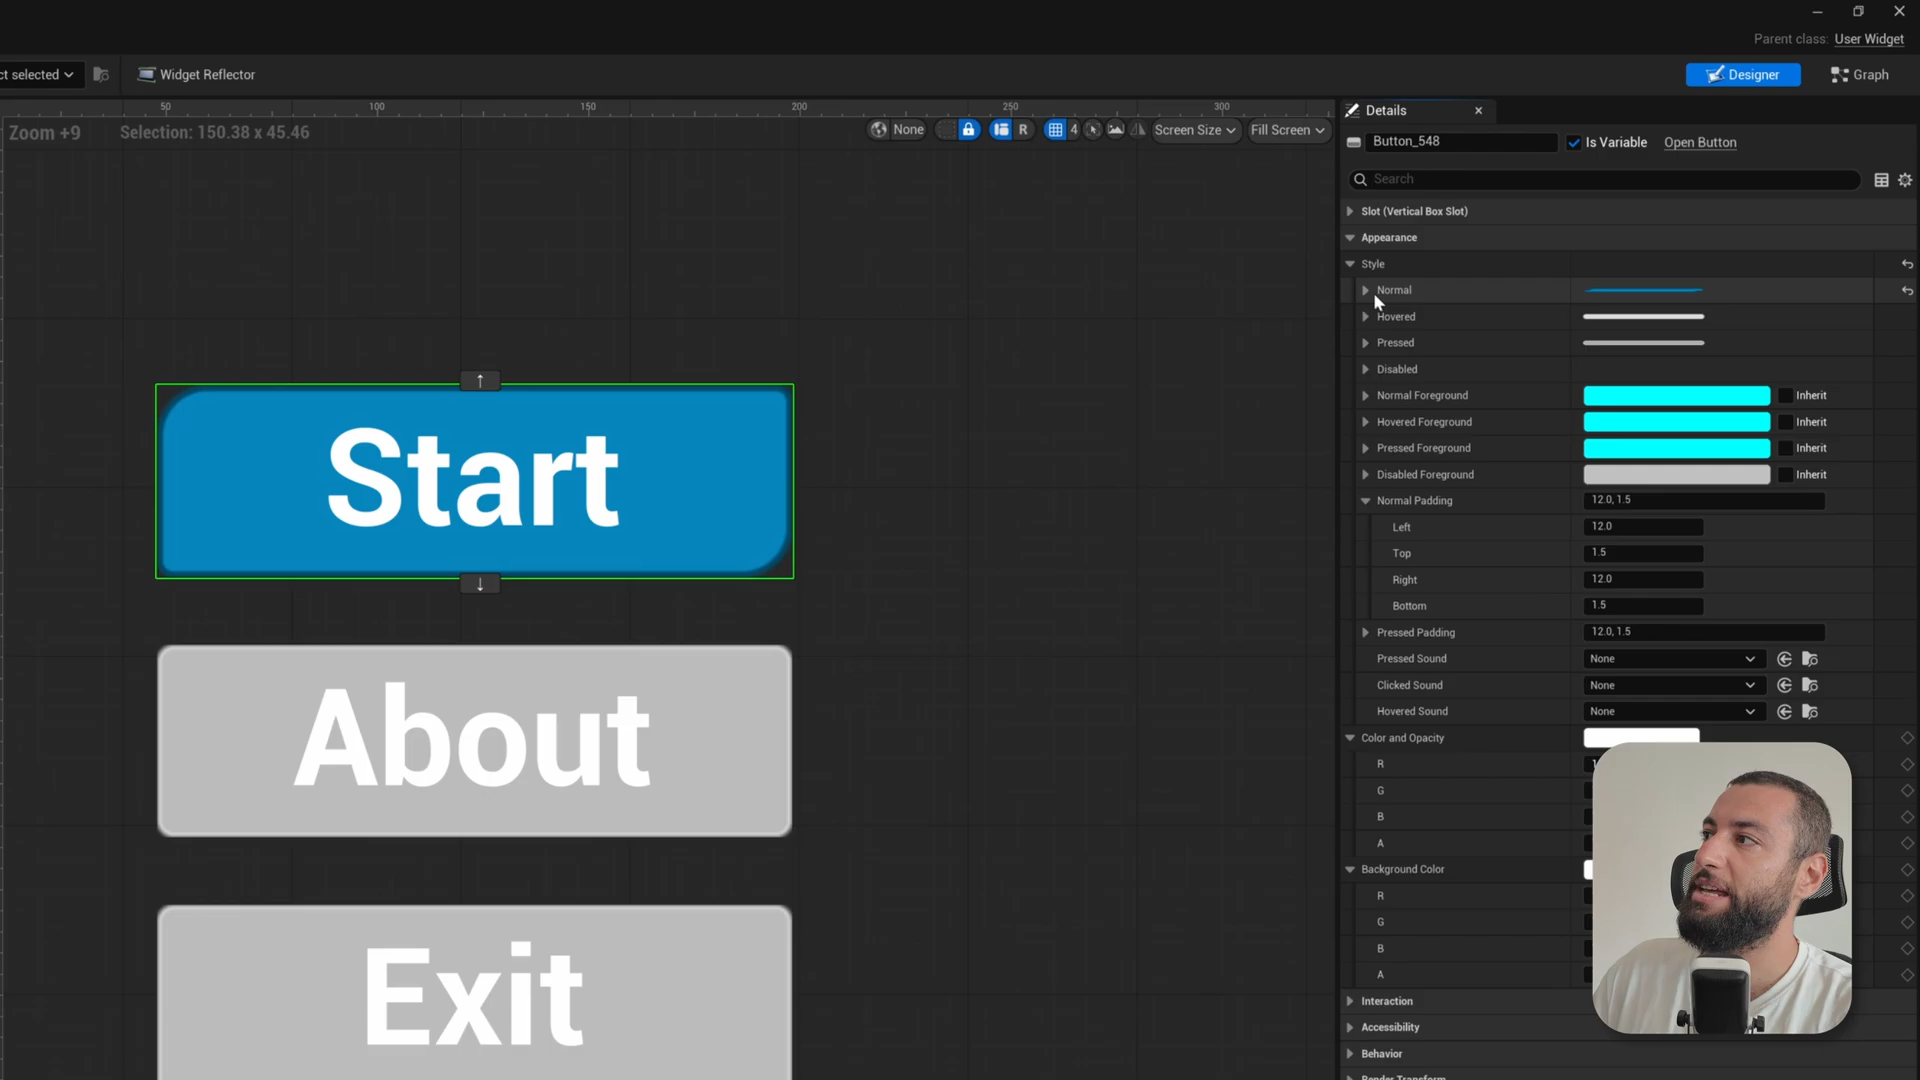 Parent class: User Widget
ct selected
Widget Reflector
Designer
Graph
50 100 150 200 250 300
Zoom +9
Selection: 150.38 x 45.46
None
R
4
Screen Size
Fill Screen
Details
Button_548
Is Variable
Open Button
Search
Slot (Vertical Box Slot)
Appearance
Style
Normal
Hovered
Pressed
Disabled
Normal Foreground
Inherit
Hovered Foreground
Inherit
Pressed Foreground
Inherit
Disabled Foreground
Inherit
Normal Padding
12.0, 1.5
Left
12.0
Top
1.5
Right
12.0
Bottom
1.5
Pressed Padding
12.0, 1.5
Pressed Sound
None
Clicked Sound
None
Hovered Sound
None
Color and Opacity
R
G
B
A
Background Color
R
G
B
A
Interaction
Accessibility
Behavior
Render Transform
Start
About
Exit